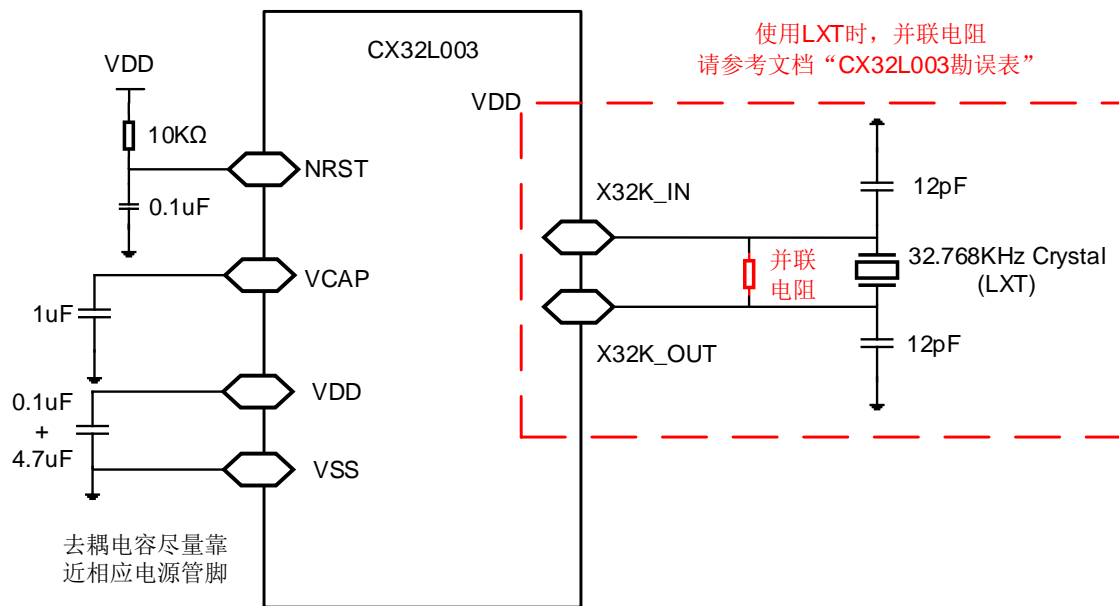 CX32L003
使用LXT时，并联电阻
请参考文档“CX32L003勘误表”
VDD
VDD
10KΩ
NRST
0.1uF
X32K_IN
12pF
VCAP
并联
电阻
32.768KHz Crystal
(LXT)
1uF
X32K_OUT
12pF
VDD
0.1uF
+
4.7uF
VSS
去耦电容尽量靠
近相应电源管脚